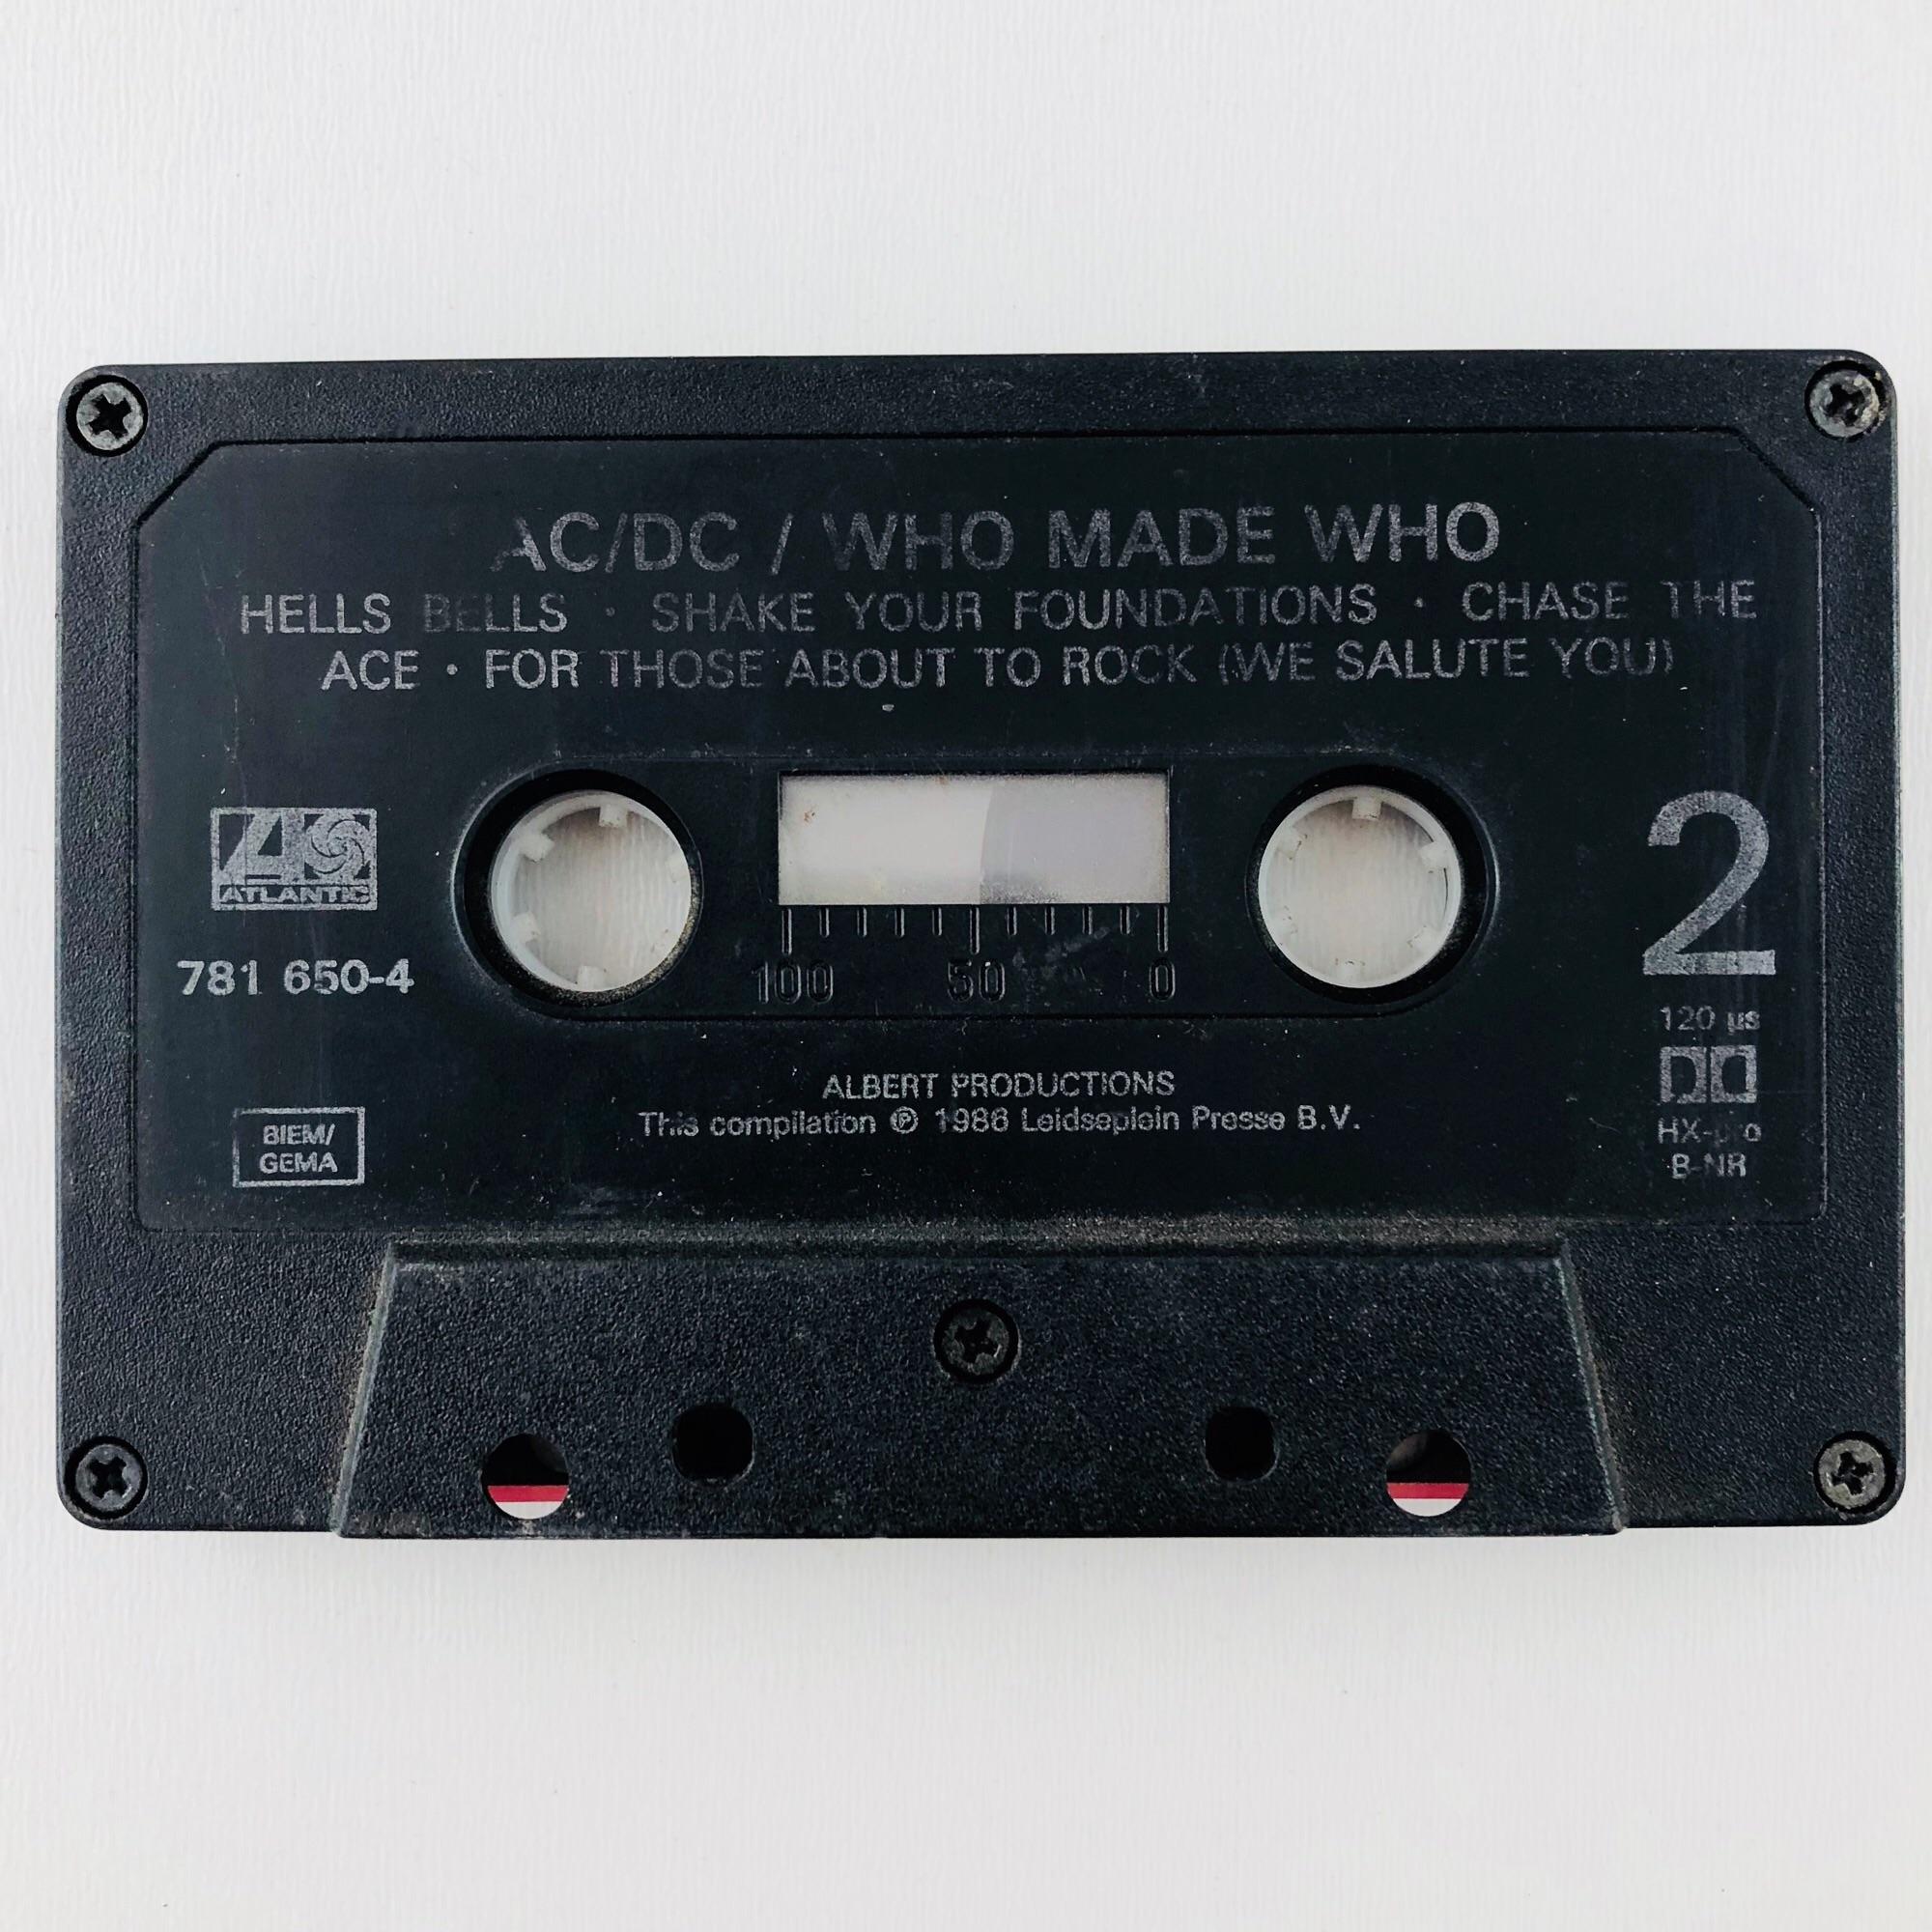 AC/DC / WHO MADE WHO
HELLS BELLS · SHAKE YOUR FOUNDATIONS · CHASE THE
ACE · FOR THOSE ABOUT TO ROCK (WE SALUTE YOU)
ATLANTIC
781 650-4
100 50 0
2
120 µs
HX-pro
B-NR
ALBERT PRODUCTIONS
This compilation ℗ 1986 Leidseplein Presse B.V.
BIEM/
GEMA